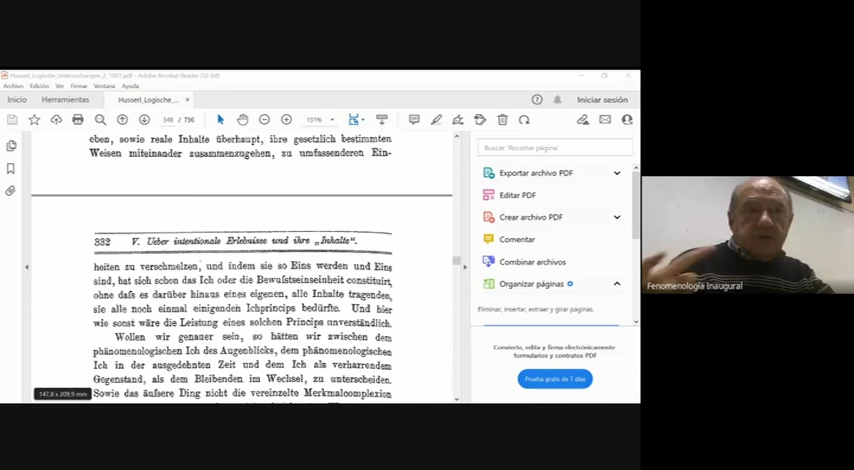 Husserl_Logische_Untersuchungen_2_1901.pdf - Adobe Acrobat Reader (32-bit)
Archivo Edición Ver Firmar Ventana Ayuda
Inicio Herramientas Husserl_Logische_... × Iniciar sesión
348 / 736 131%
eben, sowie reale Inhalte überhaupt, ihre gesetzlich bestimmten
Weisen miteinander zusammenzugehen, zu umfassenderen Ein-
332 V. Ueber intentionale Erlebnisse und ihre „Inhalte“.
heiten zu verschmelzen, und indem sie so Eins werden und Eins
sind, hat sich schon das Ich oder die Bewufstseinseinheit constituirt,
ohne dafs es darüber hinaus eines eigenen, alle Inhalte tragenden,
sie alle noch einmal einigenden Ichprincips bedürfte. Und hier
wie sonst wäre die Leistung eines solchen Princips unverständlich.
Wollen wir genauer sein, so hätten wir zwischen dem
phänomenologischen Ich des Augenblicks, dem phänomenologischen
Ich in der ausgedehnten Zeit und dem Ich als verharrendem
Gegenstand, als dem Bleibenden im Wechsel, zu unterscheiden.
Sowie das äufsere Ding nicht die vereinzelte Merkmalcomplexion
147,8 x 209,9 mm
Buscar 'Recortar página'
Exportar archivo PDF
Editar PDF
Crear archivo PDF
Comentar
Combinar archivos
Organizar páginas
Eliminar, insertar, extraer y girar páginas.
Convierte, edita y firma electrónicamente
formularios y contratos PDF
Prueba gratis de 7 días
Fenomenología Inaugural